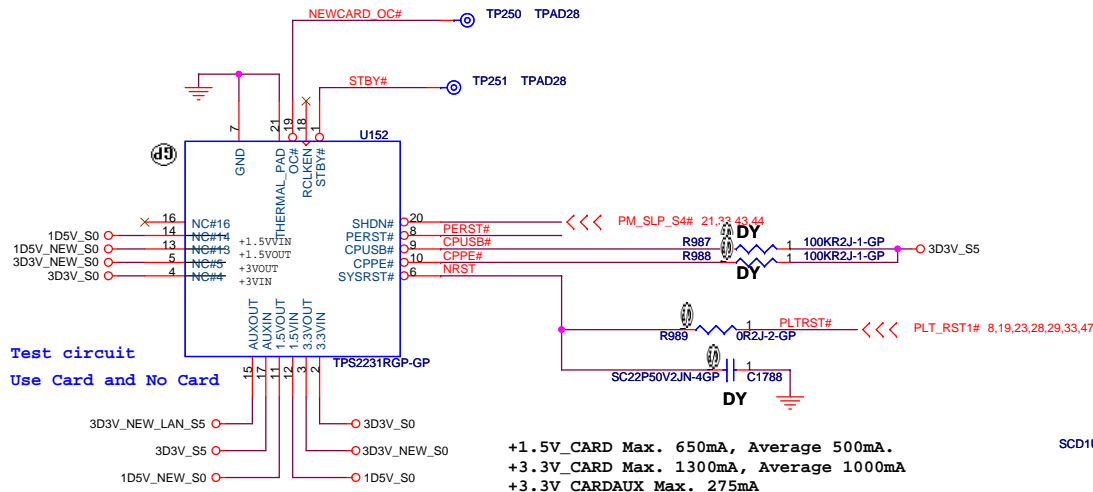 NEWCARD_OC#
TP250 TPAD28
STBY#
TP251 TPAD28
7
21
19
18
1
U152
GP
GND
THERMAL_PAD
OC#
RCLKEN
STBY#
16
NC#16
SHDN#
20
PM_SLP_S4# 21,33,43,44
1D5V_S0
14
NC#14
+1.5VVIN
PERST#
8
PERST#
1D5V_NEW_S0
13
NC#13
+1.5VOUT
CPUSB#
9
CPUSB#
R987
DY
1
100KR2J-1-GP
3D3V_S5
3D3V_NEW_S0
5
NC#5
+3VOUT
CPPE#
10
CPPE#
R988
DY
1
100KR2J-1-GP
3D3V_S0
4
NC#4
+3VIN
SYSRST#
6
NRST
AUXOUT
AUXIN
1.5VOUT
1.5VIN
3.3VOUT
3.3VIN
R989
1
0R2J-2-GP
PLTRST#
PLT_RST1# 8,19,23,28,29,33,47
Test circuit
Use Card and No Card
TPS2231RGP-GP
15
17
11
12
3
2
SC22P50V2JN-4GP
1
C1788
DY
3D3V_NEW_LAN_S5
3D3V_S0
3D3V_S5
3D3V_NEW_S0
1D5V_NEW_S0
1D5V_S0
+1.5V_CARD Max. 650mA, Average 500mA.
+3.3V_CARD Max. 1300mA, Average 1000mA
+3.3V CARDAUX Max. 275mA